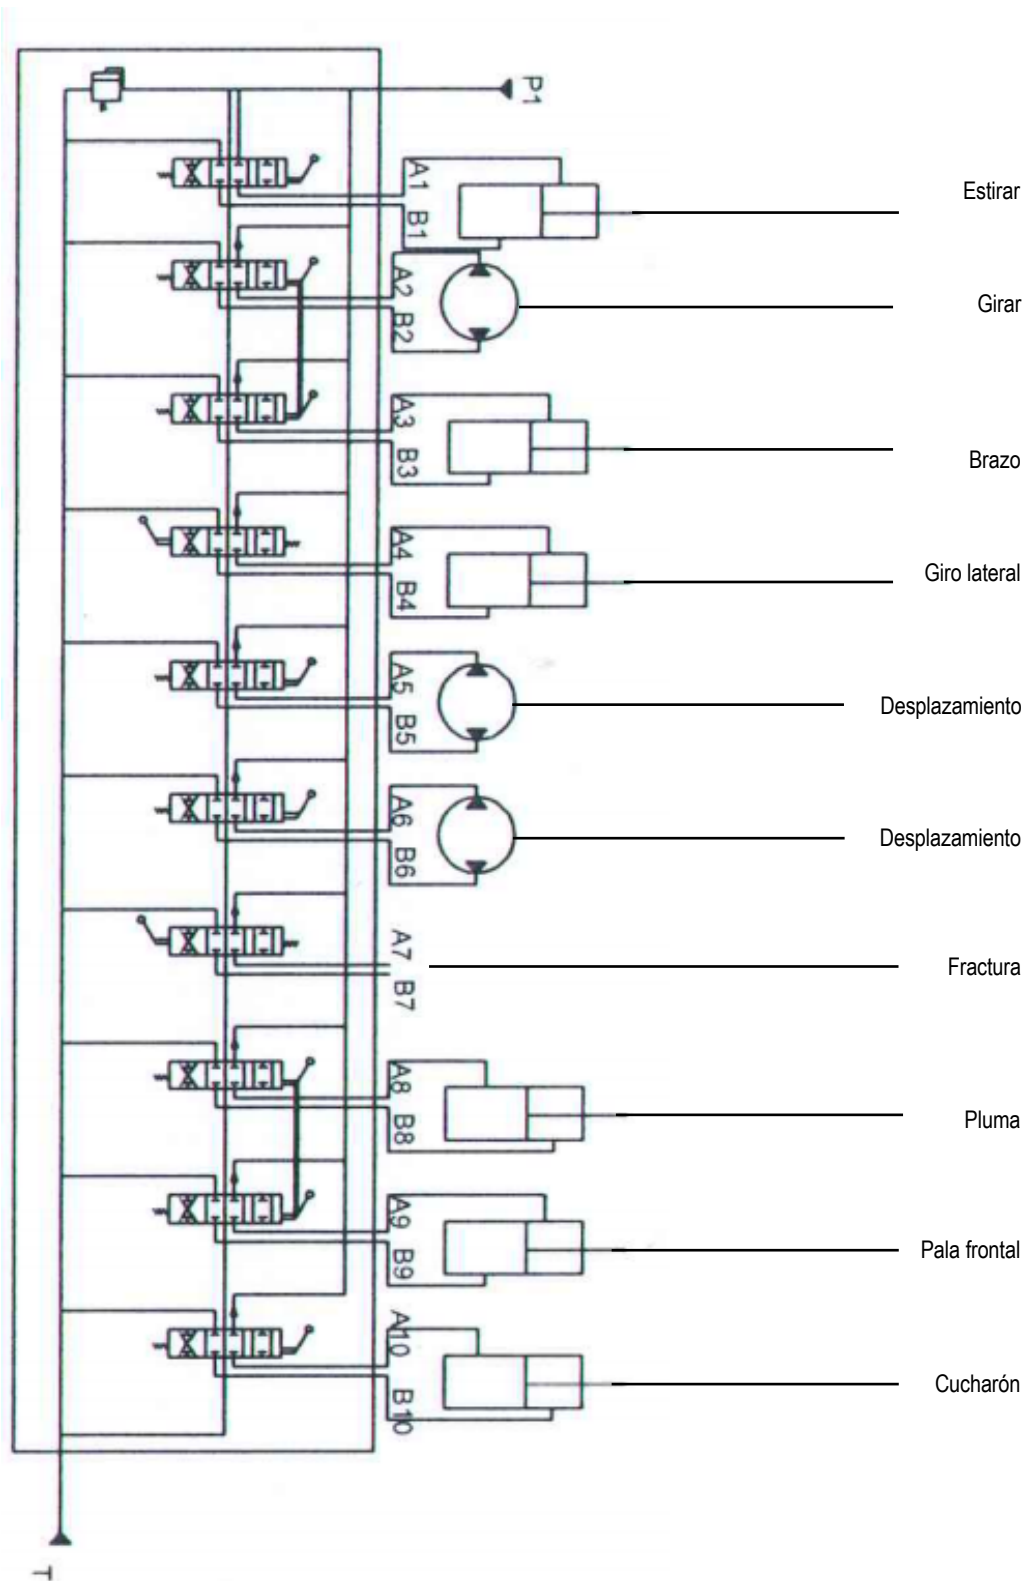 P1
A1
B1
Estirar
A2
B2
Girar
A3
B3
Brazo
A4
B4
Giro lateral
A5
B5
Desplazamiento
A6
B6
Desplazamiento
A7
B7
Fractura
A8
B8
Pluma
A9
B9
Pala frontal
A10
B10
Cucharón
T